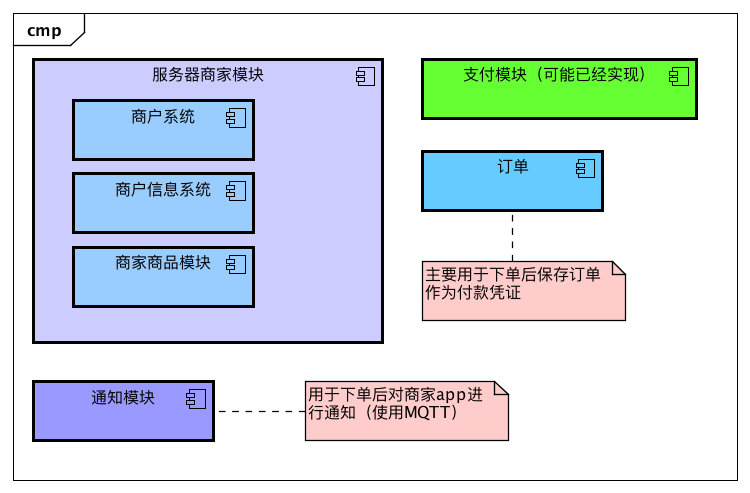 cmp
服务器商家模块
商户系统
商户信息系统
商家商品模块
支付模块（可能已经实现）
订单
主要用于下单后保存订单
作为付款凭证
通知模块
用于下单后对商家app进
行通知（使用MQTT）